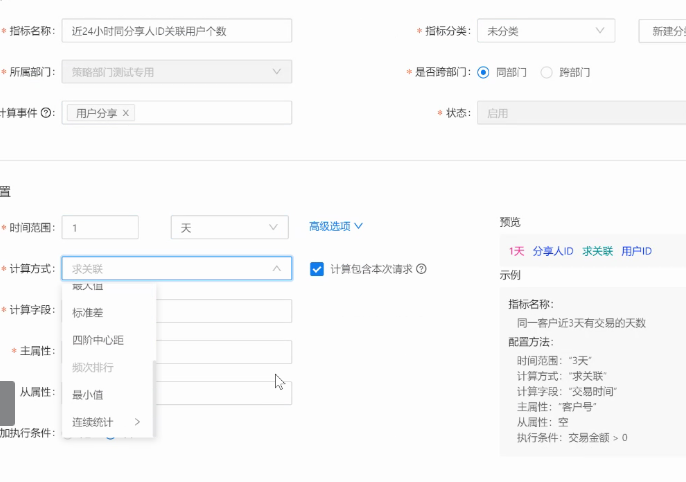 * 指标名称: 近24小时同分享人ID关联用户个数 * 指标分类: 未分类 新建分
* 所属部门: 策略部门测试专用 * 是否跨部门: 同部门 跨部门
计算事件 ?: 用户分享 × * 状态: 启用
置
* 时间范围: 1 天 高级选项
* 计算方式: 求关联 计算包含本次请求 ?
最大值
* 计算字段:
标准差
四阶中心距
* 主属性:
频次排行
从属性:
最小值
连续统计 >
加执行条件:
预览
1天 分享人ID 求关联 用户ID
示例
指标名称:
同一客户近3天有交易的天数
配置方法:
时间范围: “3天”
计算方式: “求关联”
计算字段: “交易时间”
主属性: “客户号”
从属性: 空
执行条件: 交易金额 > 0